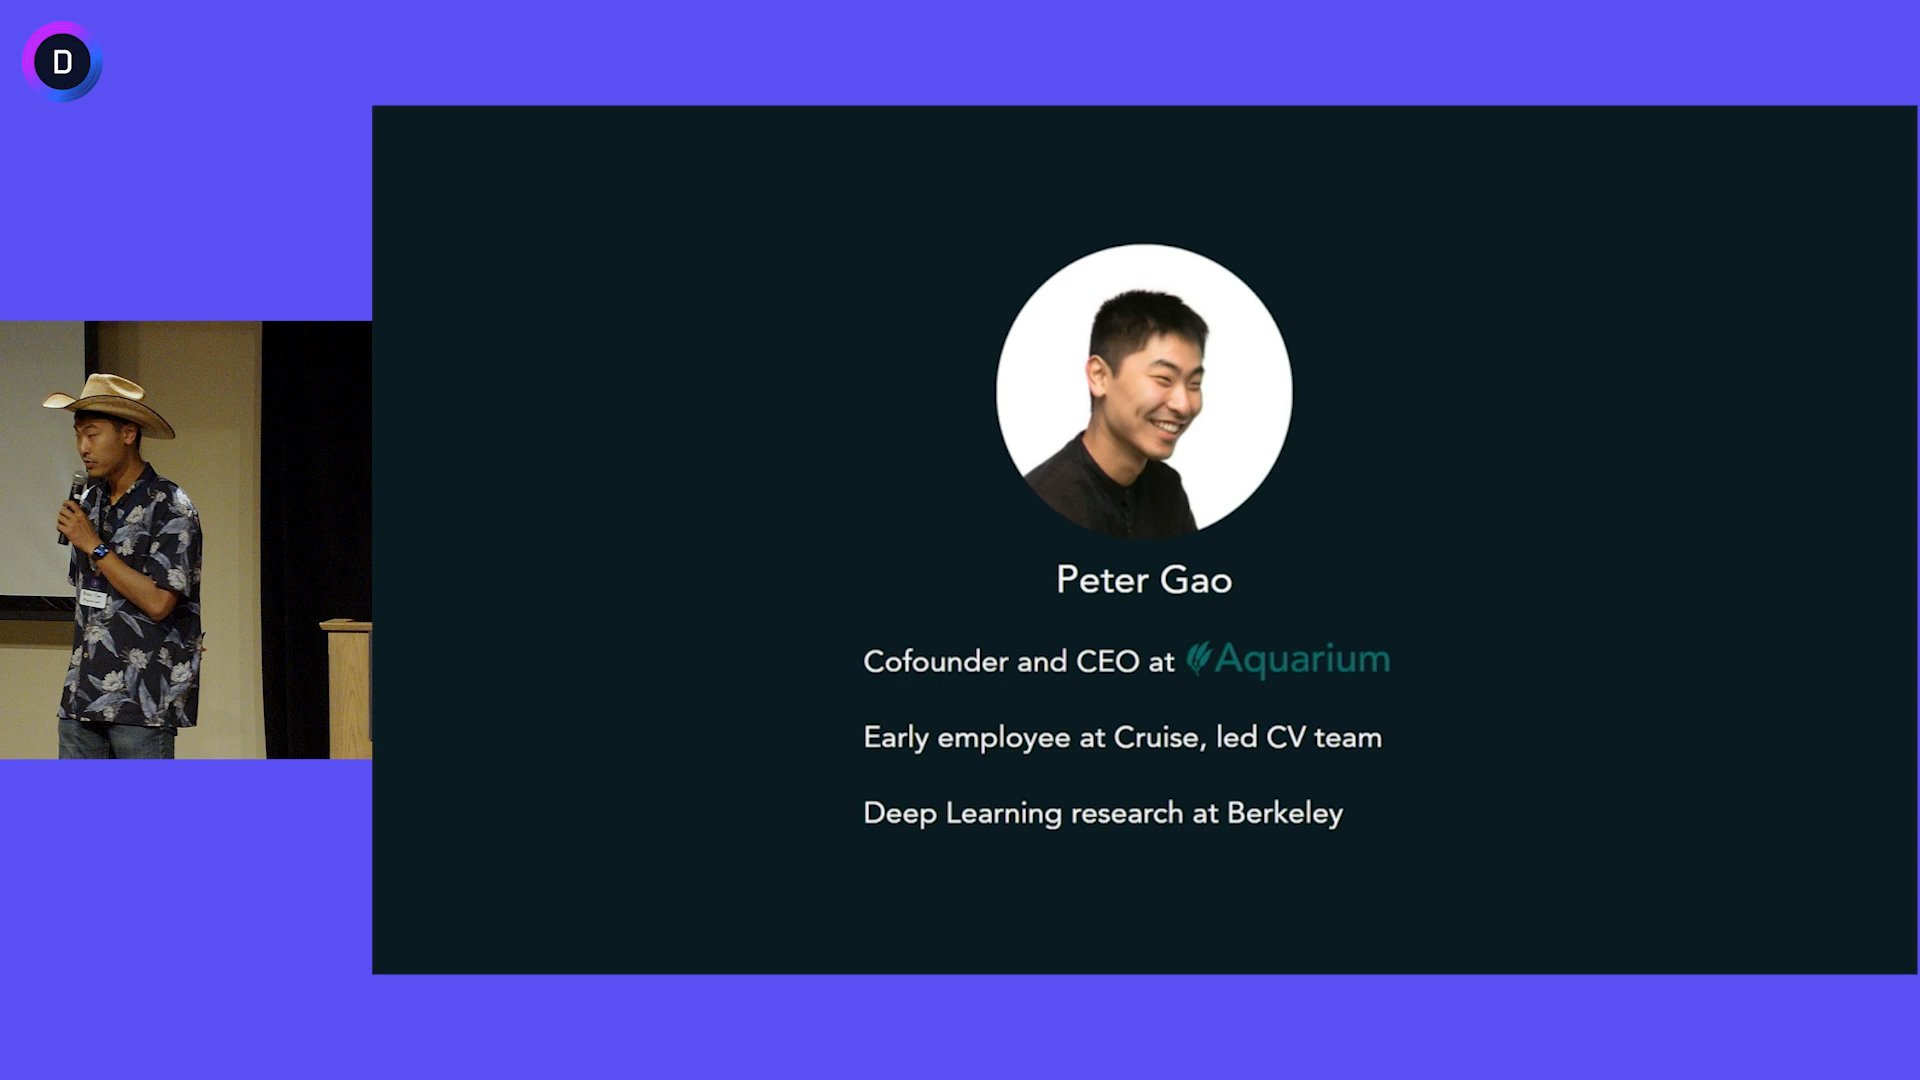 D
Peter Gao
Cofounder and CEO at Aquarium
Early employee at Cruise, led CV team
Deep Learning research at Berkeley